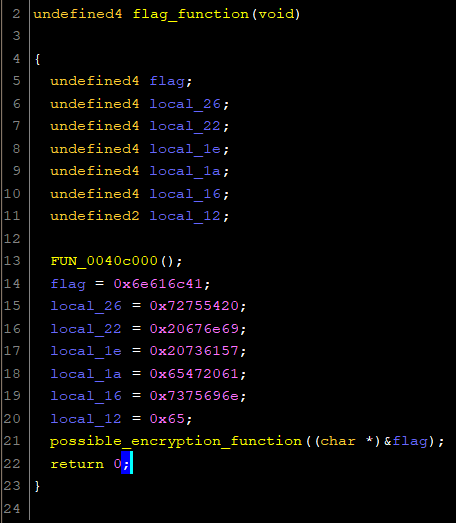 2 undefined4 flag_function(void)
3
4 {
5 undefined4 flag;
6 undefined4 local_26;
7 undefined4 local_22;
8 undefined4 local_1e;
9 undefined4 local_1a;
10 undefined4 local_16;
11 undefined2 local_12;
12
13 FUN_0040c000();
14 flag = 0x6e616c41;
15 local_26 = 0x72755420;
16 local_22 = 0x20676e69;
17 local_1e = 0x20736157;
18 local_1a = 0x65472061;
19 local_16 = 0x7375696e;
20 local_12 = 0x65;
21 possible_encryption_function((char *)&flag);
22 return 0;
23 }
24